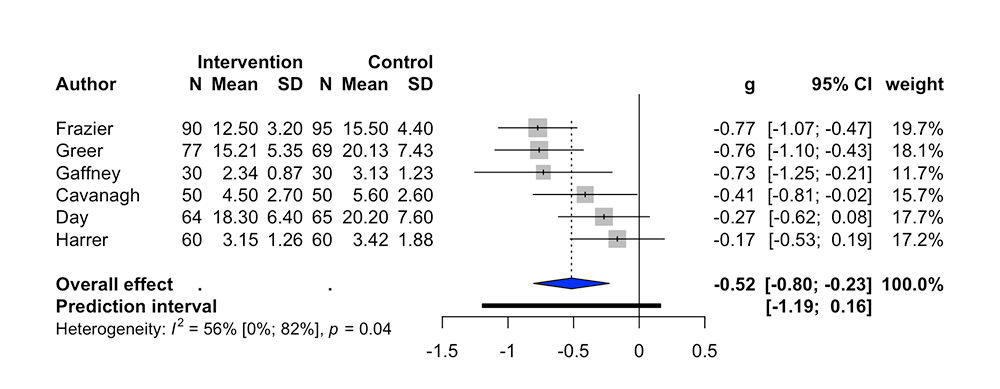 Intervention Control
Author N Mean SD N Mean SD g 95% CI weight
Frazier 90 12.50 3.20 95 15.50 4.40 -0.77 [-1.07; -0.47] 19.7%
Greer 77 15.21 5.35 69 20.13 7.43 -0.76 [-1.10; -0.43] 18.1%
Gaffney 30 2.34 0.87 30 3.13 1.23 -0.73 [-1.25; -0.21] 11.7%
Cavanagh 50 4.50 2.70 50 5.60 2.60 -0.41 [-0.81; -0.02] 15.7%
Day 64 18.30 6.40 65 20.20 7.60 -0.27 [-0.62; 0.08] 17.7%
Harrer 60 3.15 1.26 60 3.42 1.88 -0.17 [-0.53; 0.19] 17.2%
Overall effect . . -0.52 [-0.80; -0.23] 100.0%
Prediction interval [-1.19; 0.16]
Heterogeneity: I² = 56% [0%; 82%], p = 0.04
-1.5 -1 -0.5 0 0.5